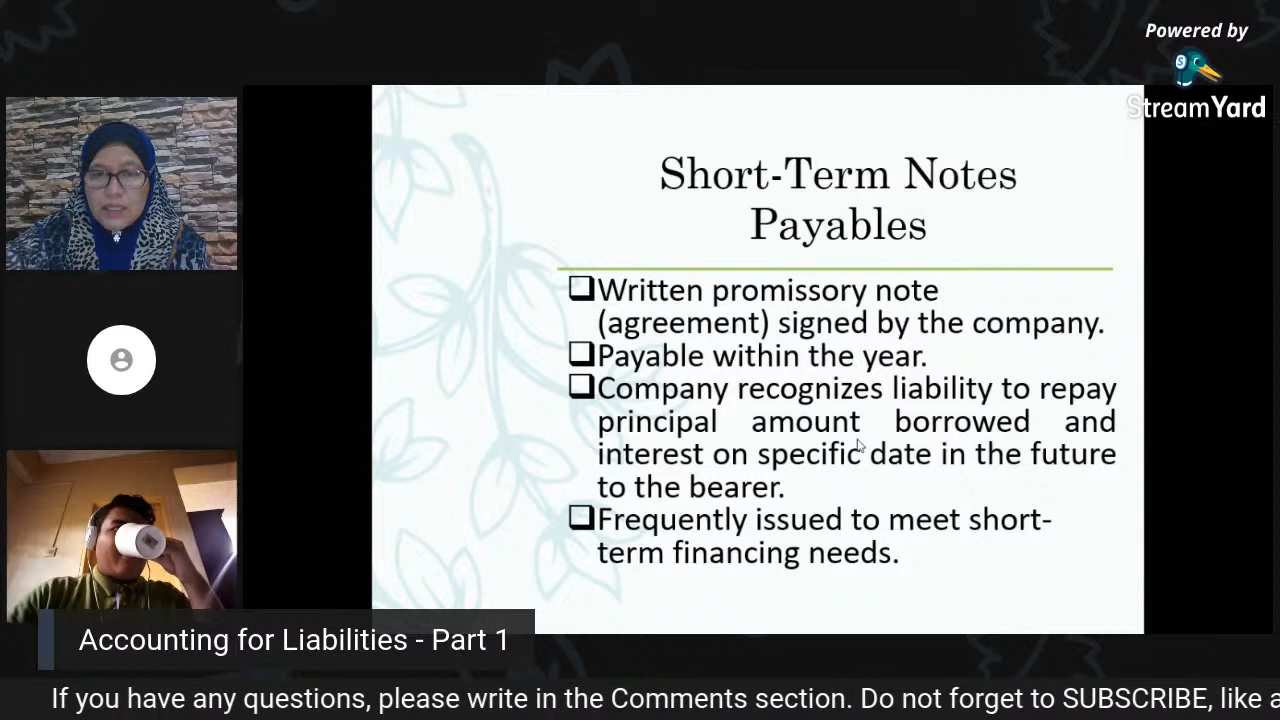 Powered by
StreamYard
Short-Term Notes
Payables
Written promissory note
(agreement) signed by the company.
Payable within the year.
Company recognizes liability to repay
principal amount borrowed and
interest on specific date in the future
to the bearer.
Frequently issued to meet short-
term financing needs.
Accounting for Liabilities - Part 1
If you have any questions, please write in the Comments section. Do not forget to SUBSCRIBE, like a